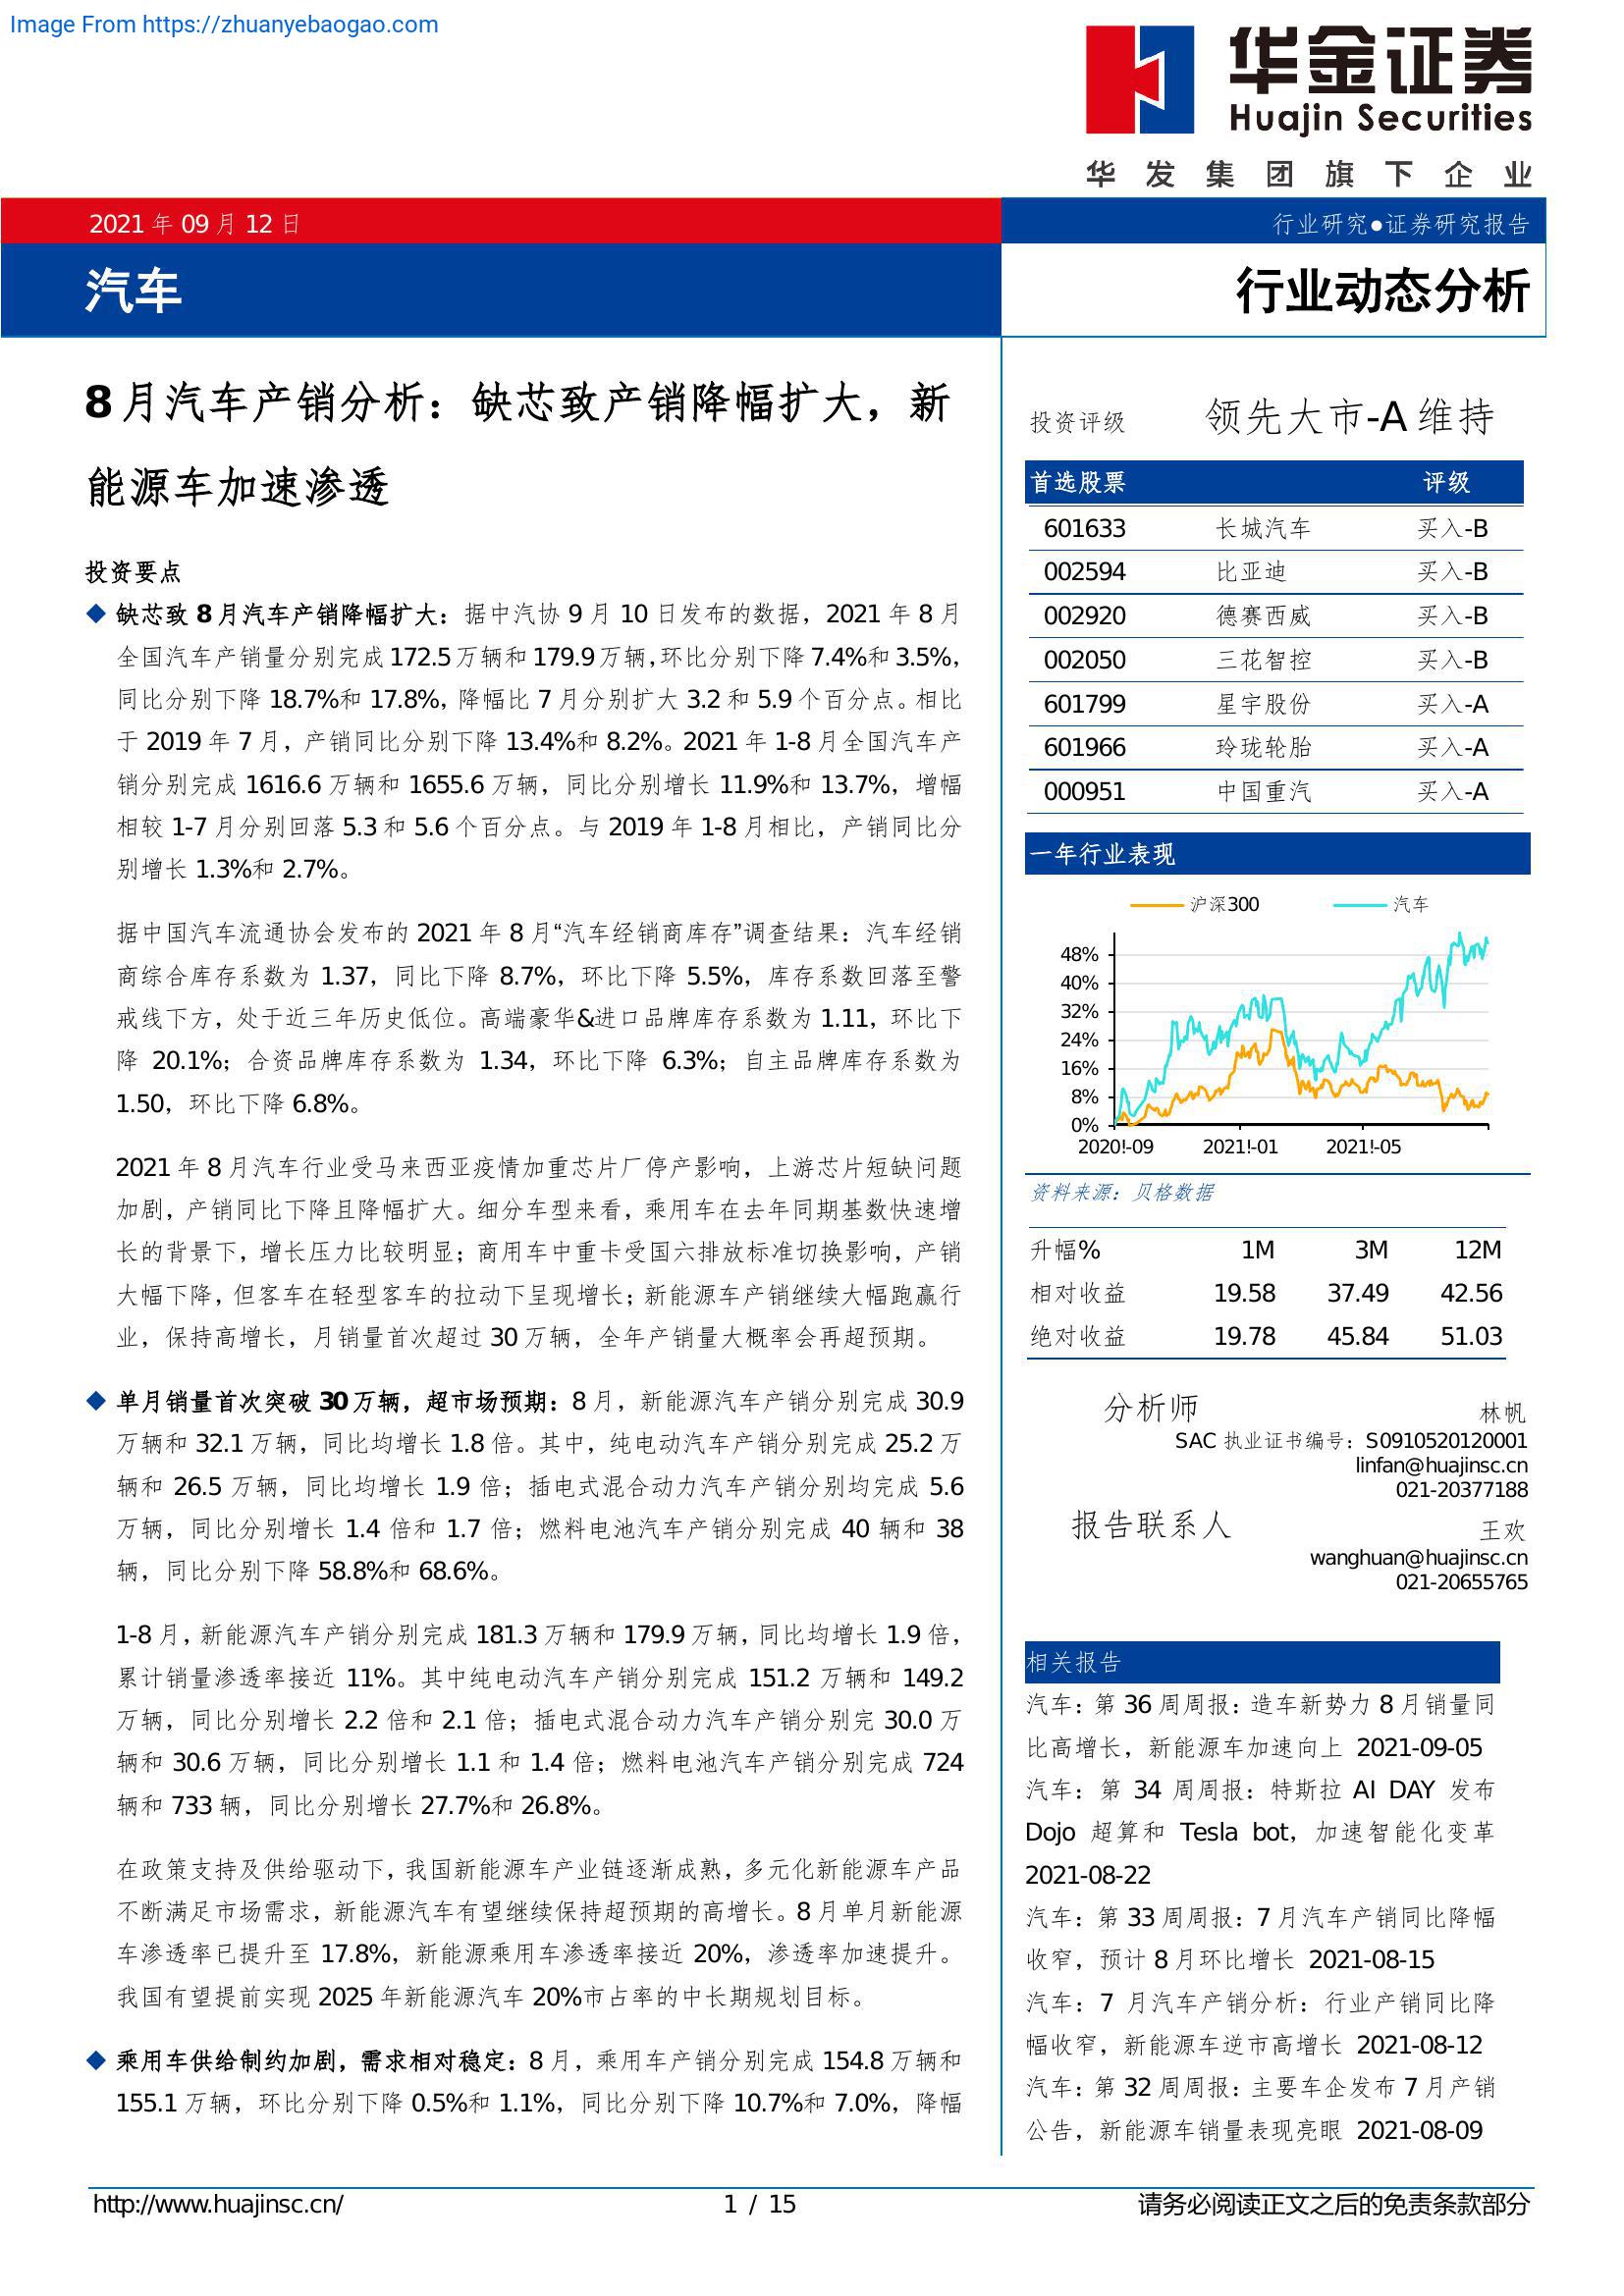 Image From https://zhuanyebaogao.com
华金证券
Huajin Securities
华发集团旗下企业
2021 年 09 月 12 日
行业研究●证券研究报告
汽车
行业动态分析
8 月汽车产销分析：缺芯致产销降幅扩大，新
能源车加速渗透
投资要点
◆ 缺芯致 8 月汽车产销降幅扩大：据中汽协 9 月 10 日发布的数据，2021 年 8 月
全国汽车产销量分别完成 172.5 万辆和 179.9 万辆，环比分别下降 7.4%和 3.5%，
同比分别下降 18.7%和 17.8%，降幅比 7 月分别扩大 3.2 和 5.9 个百分点。相比
于 2019 年 7 月，产销同比分别下降 13.4%和 8.2%。2021 年 1-8 月全国汽车产
销分别完成 1616.6 万辆和 1655.6 万辆，同比分别增长 11.9%和 13.7%，增幅
相较 1-7 月分别回落 5.3 和 5.6 个百分点。与 2019 年 1-8 月相比，产销同比分
别增长 1.3%和 2.7%。
据中国汽车流通协会发布的 2021 年 8 月“汽车经销商库存”调查结果：汽车经销
商综合库存系数为 1.37，同比下降 8.7%，环比下降 5.5%，库存系数回落至警
戒线下方，处于近三年历史低位。高端豪华&进口品牌库存系数为 1.11，环比下
降 20.1%；合资品牌库存系数为 1.34，环比下降 6.3%；自主品牌库存系数为
1.50，环比下降 6.8%。
2021 年 8 月汽车行业受马来西亚疫情加重芯片厂停产影响，上游芯片短缺问题
加剧，产销同比下降且降幅扩大。细分车型来看，乘用车在去年同期基数快速增
长的背景下，增长压力比较明显；商用车中重卡受国六排放标准切换影响，产销
大幅下降，但客车在轻型客车的拉动下呈现增长；新能源车产销继续大幅跑赢行
业，保持高增长，月销量首次超过 30 万辆，全年产销量大概率会再超预期。
◆ 单月销量首次突破 30 万辆，超市场预期：8 月，新能源汽车产销分别完成 30.9
万辆和 32.1 万辆，同比均增长 1.8 倍。其中，纯电动汽车产销分别完成 25.2 万
辆和 26.5 万辆，同比均增长 1.9 倍；插电式混合动力汽车产销分别均完成 5.6
万辆，同比分别增长 1.4 倍和 1.7 倍；燃料电池汽车产销分别完成 40 辆和 38
辆，同比分别下降 58.8%和 68.6%。
1-8 月，新能源汽车产销分别完成 181.3 万辆和 179.9 万辆，同比均增长 1.9 倍，
累计销量渗透率接近 11%。其中纯电动汽车产销分别完成 151.2 万辆和 149.2
万辆，同比分别增长 2.2 倍和 2.1 倍；插电式混合动力汽车产销分别完 30.0 万
辆和 30.6 万辆，同比分别增长 1.1 和 1.4 倍；燃料电池汽车产销分别完成 724
辆和 733 辆，同比分别增长 27.7%和 26.8%。
在政策支持及供给驱动下，我国新能源车产业链逐渐成熟，多元化新能源车产品
不断满足市场需求，新能源汽车有望继续保持超预期的高增长。8 月单月新能源
车渗透率已提升至 17.8%，新能源乘用车渗透率接近 20%，渗透率加速提升。
我国有望提前实现 2025 年新能源汽车 20%市占率的中长期规划目标。
◆ 乘用车供给制约加剧，需求相对稳定：8 月，乘用车产销分别完成 154.8 万辆和
155.1 万辆，环比分别下降 0.5%和 1.1%，同比分别下降 10.7%和 7.0%，降幅
投资评级 领先大市-A 维持
首选股票 评级
601633 长城汽车 买入-B
002594 比亚迪 买入-B
002920 德赛西威 买入-B
002050 三花智控 买入-B
601799 星宇股份 买入-A
601966 玲珑轮胎 买入-A
000951 中国重汽 买入-A
一年行业表现
沪深300 汽车
48%
40%
32%
24%
16%
8%
0%
2020!-09 2021!-01 2021!-05
资料来源：贝格数据
升幅% 1M 3M 12M
相对收益 19.58 37.49 42.56
绝对收益 19.78 45.84 51.03
分析师 林帆
SAC 执业证书编号：S0910520120001
linfan@huajinsc.cn
021-20377188
报告联系人 王欢
wanghuan@huajinsc.cn
021-20655765
相关报告
汽车：第 36 周周报：造车新势力 8 月销量同
比高增长，新能源车加速向上 2021-09-05
汽车：第 34 周周报：特斯拉 AI DAY 发布
Dojo 超算和 Tesla bot，加速智能化变革
2021-08-22
汽车：第 33 周周报：7 月汽车产销同比降幅
收窄，预计 8 月环比增长 2021-08-15
汽车：7 月汽车产销分析：行业产销同比降
幅收窄，新能源车逆市高增长 2021-08-12
汽车：第 32 周周报：主要车企发布 7 月产销
公告，新能源车销量表现亮眼 2021-08-09
http://www.huajinsc.cn/ 1 / 15 请务必阅读正文之后的免责条款部分